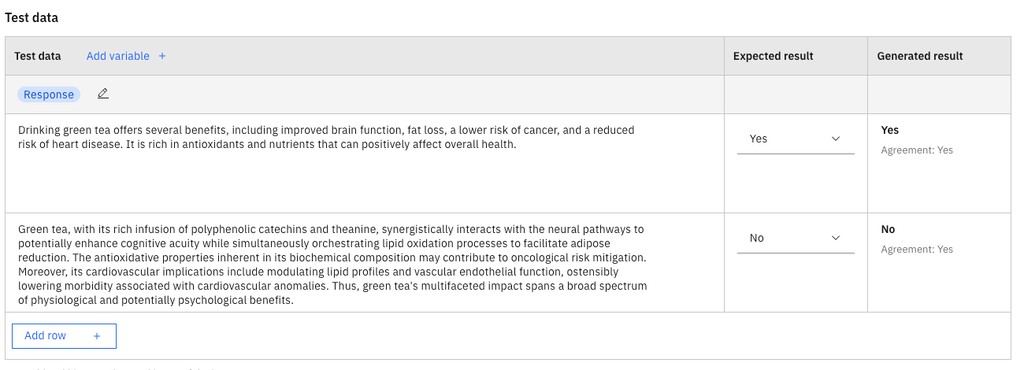 Test data
Test data Add variable + Expected result Generated result
Response
Drinking green tea offers several benefits, including improved brain function, fat loss, a lower risk of cancer, and a reduced
risk of heart disease. It is rich in antioxidants and nutrients that can positively affect overall health.
Yes
Yes
Agreement: Yes
Green tea, with its rich infusion of polyphenolic catechins and theanine, synergistically interacts with the neural pathways to
potentially enhance cognitive acuity while simultaneously orchestrating lipid oxidation processes to facilitate adipose
reduction. The antioxidative properties inherent in its biochemical composition may contribute to oncological risk mitigation.
Moreover, its cardiovascular implications include modulating lipid profiles and vascular endothelial function, ostensibly
lowering morbidity associated with cardiovascular anomalies. Thus, green tea's multifaceted impact spans a broad spectrum
of physiological and potentially psychological benefits.
No
No
Agreement: Yes
Add row +